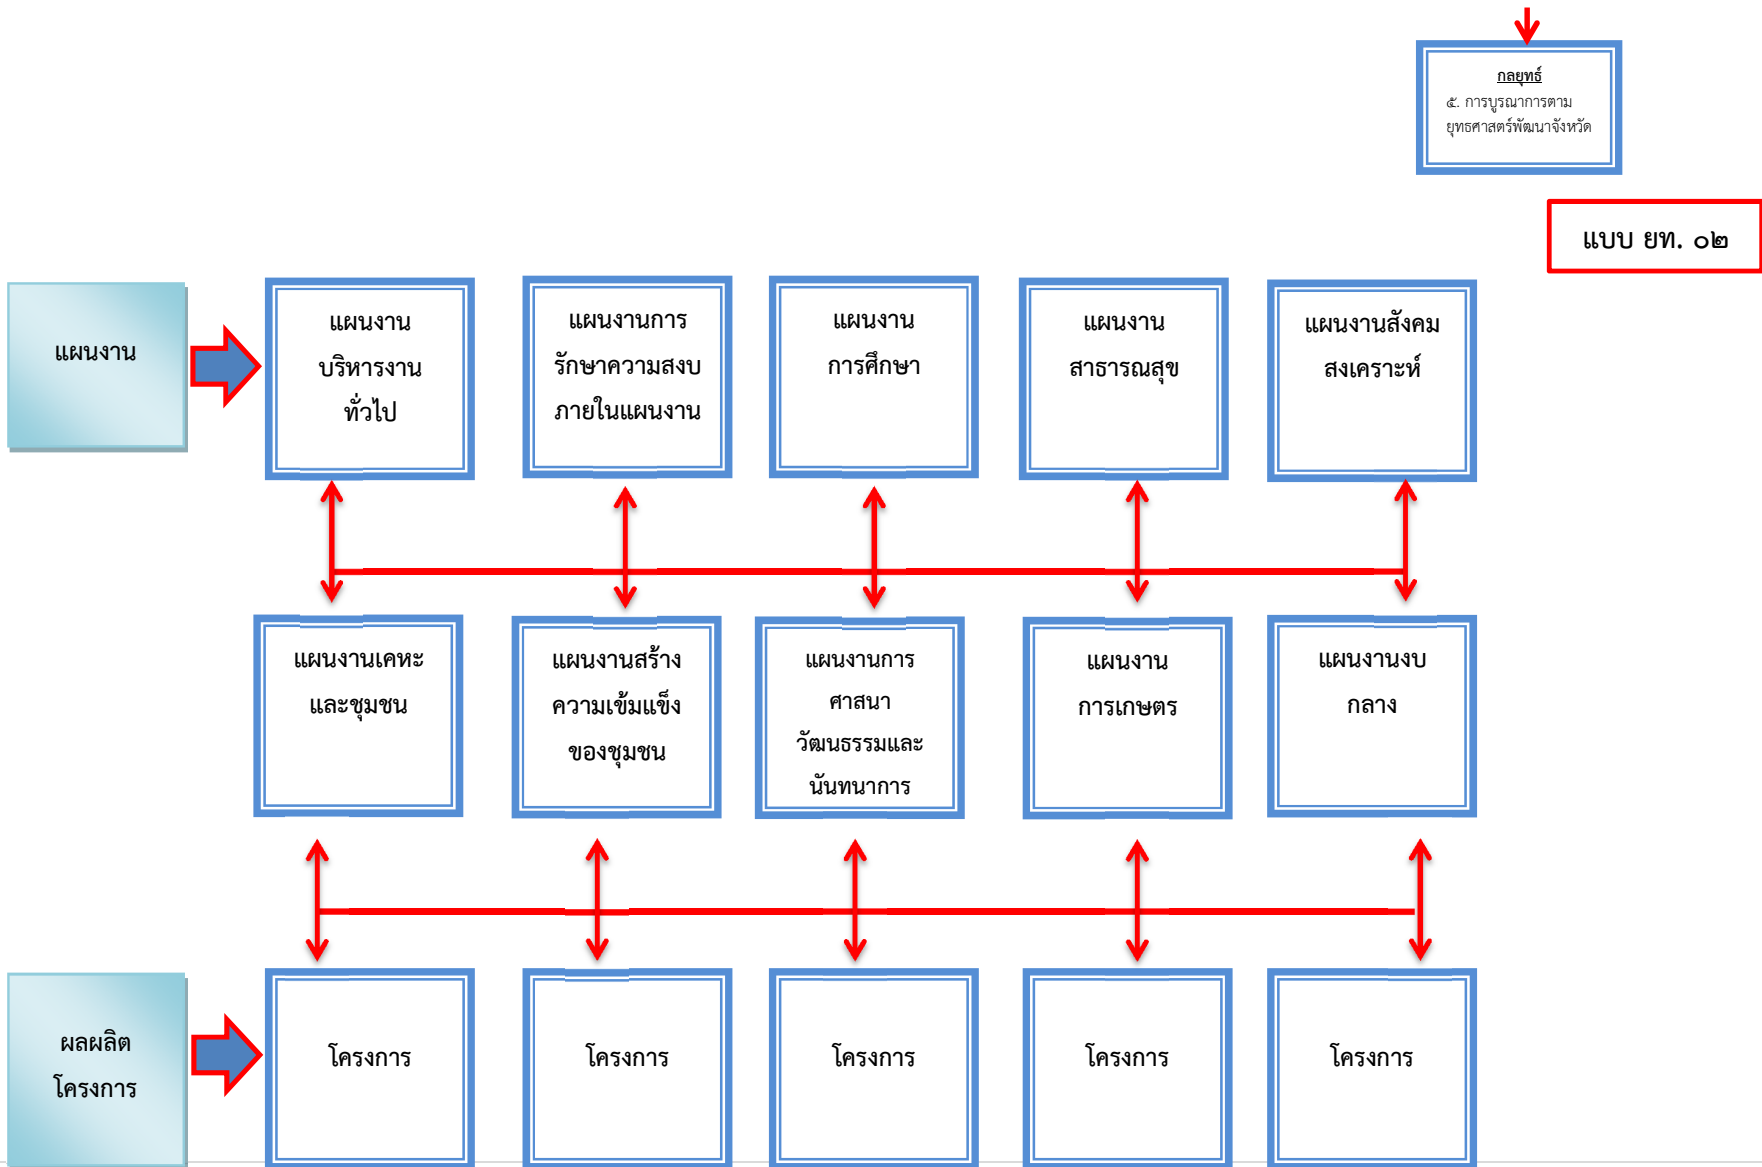 กลยุทธ์
๕. การบูรณาการตาม
ยุทธศาสตร์พัฒนาจังหวัด
แบบ ยท. ๐๒
แผนงาน
แผนงาน
บริหารงาน
ทั่วไป
แผนงานการ
รักษาความสงบ
ภายในแผนงาน
แผนงาน
การศึกษา
แผนงาน
สาธารณสุข
แผนงานสังคม
สงเคราะห์
แผนงานเคหะ
และชุมชน
แผนงานสร้าง
ความเข้มแข็ง
ของชุมชน
แผนงานการ
ศาสนา
วัฒนธรรมและ
นันทนาการ
แผนงาน
การเกษตร
แผนงานงบ
กลาง
ผลผลิต
โครงการ
โครงการ
โครงการ
โครงการ
โครงการ
โครงการ